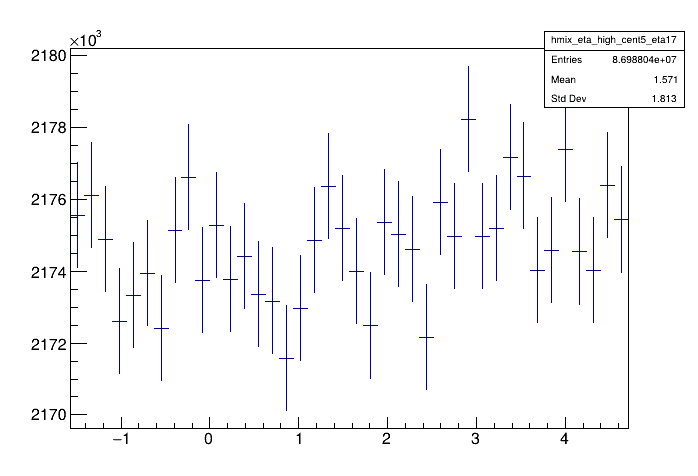 ×10³
hmix_eta_high_cent5_eta17
Entries 8.698804e+07
Mean 1.571
Std Dev 1.813
2180
2178
2176
2174
2172
2170
−1 0 1 2 3 4